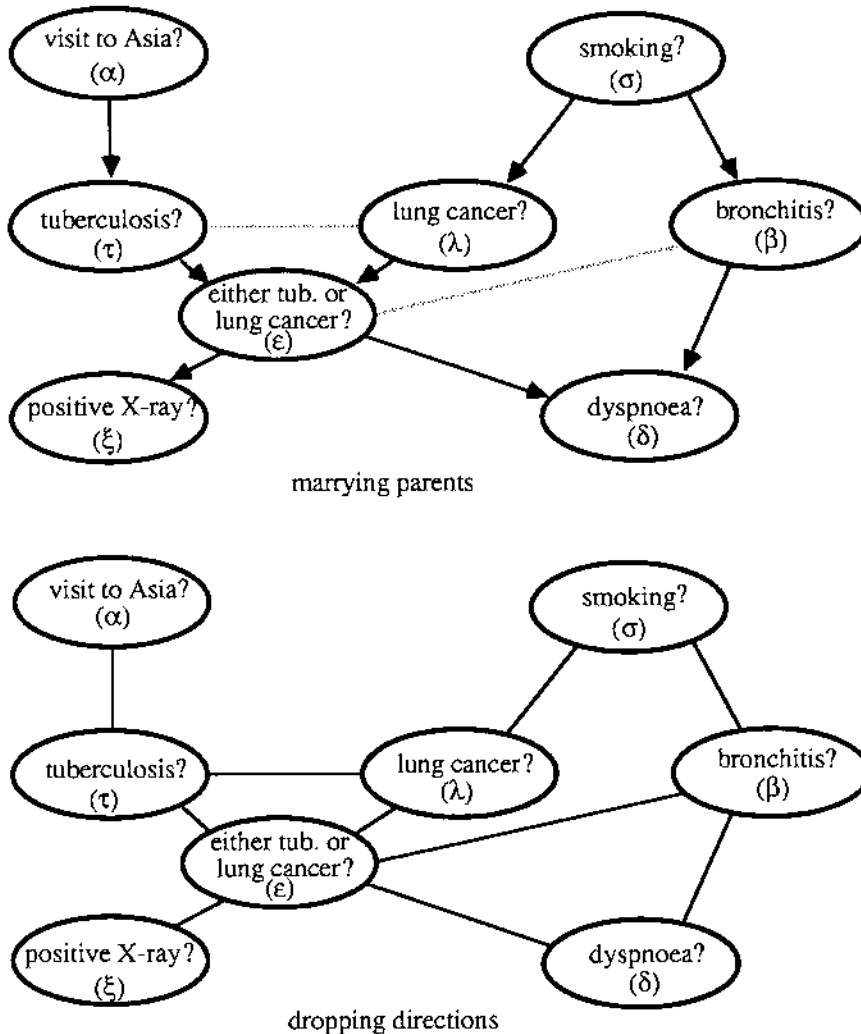 visit to Asia?
(α)
smoking?
(σ)
tuberculosis?
(τ)
lung cancer?
(λ)
bronchitis?
(β)
either tub. or
lung cancer?
(ε)
positive X-ray?
(ξ)
dyspnoea?
(δ)
marrying parents
visit to Asia?
(α)
smoking?
(σ)
tuberculosis?
(τ)
lung cancer?
(λ)
bronchitis?
(β)
either tub. or
lung cancer?
(ε)
positive X-ray?
(ξ)
dyspnoea?
(δ)
dropping directions